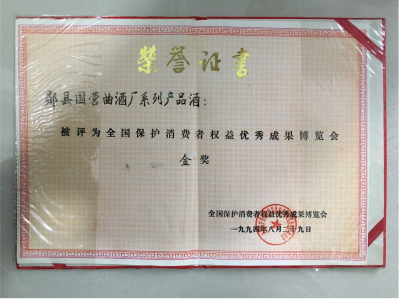 荣誉证书
郧县国营曲酒厂系列产品酒：
被评为全国保护消费者权益优秀成果博览会
金奖
全国保护消费者权益优秀成果博览会
一九九四年八月二十九日